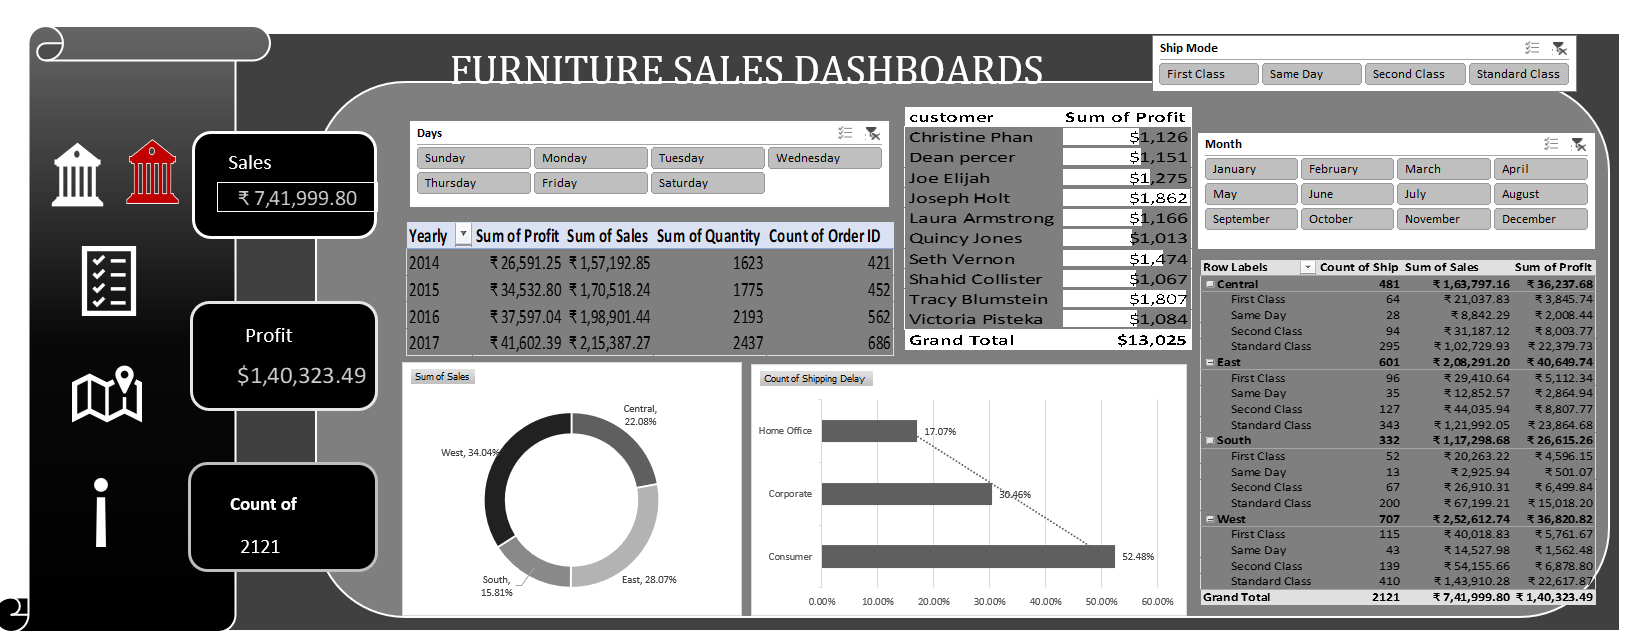 FURNITURE SALES DASHBOARDS
Ship Mode
First Class Same Day Second Class Standard Class
Sales
₹ 7,41,999.80
Profit
$1,40,323.49
Count of
2121
Days
Sunday Monday Tuesday Wednesday
Thursday Friday Saturday
Yearly Sum of Profit Sum of Sales Sum of Quantity Count of Order ID
2014 ₹ 26,591.25 ₹ 1,57,192.85 1623 421
2015 ₹ 34,532.80 ₹ 1,70,518.24 1775 452
2016 ₹ 37,597.04 ₹ 1,98,901.44 2193 562
2017 ₹ 41,602.39 ₹ 2,15,387.27 2437 686
customer Sum of Profit
Christine Phan $1,126
Dean percer $1,151
Joe Elijah $1,275
Joseph Holt $1,862
Laura Armstrong $1,166
Quincy Jones $1,013
Seth Vernon $1,474
Shahid Collister $1,067
Tracy Blumstein $1,807
Victoria Pisteka $1,084
Grand Total $13,025
Month
January February March April
May June July August
September October November December
Row Labels Count of Ship Sum of Sales Sum of Profit
Central 481 ₹ 1,63,797.16 ₹ 36,237.68
First Class 64 ₹ 21,037.83 ₹ 3,845.74
Same Day 28 ₹ 8,842.29 ₹ 2,008.44
Second Class 94 ₹ 31,187.12 ₹ 8,003.77
Standard Class 295 ₹ 1,02,729.93 ₹ 22,379.73
East 601 ₹ 2,08,291.20 ₹ 40,649.74
First Class 96 ₹ 29,410.64 ₹ 5,112.34
Same Day 35 ₹ 12,852.57 ₹ 2,864.94
Second Class 127 ₹ 44,035.94 ₹ 8,807.77
Standard Class 343 ₹ 1,21,992.05 ₹ 23,864.68
South 332 ₹ 1,17,298.68 ₹ 26,615.26
First Class 52 ₹ 20,263.22 ₹ 4,596.15
Same Day 13 ₹ 2,925.94 ₹ 501.07
Second Class 67 ₹ 26,910.31 ₹ 6,499.84
Standard Class 200 ₹ 67,199.21 ₹ 15,018.20
West 707 ₹ 2,52,612.74 ₹ 36,820.82
First Class 115 ₹ 40,018.83 ₹ 5,761.67
Same Day 43 ₹ 14,527.98 ₹ 1,562.48
Second Class 139 ₹ 54,155.66 ₹ 6,878.80
Standard Class 410 ₹ 1,43,910.28 ₹ 22,617.87
Grand Total 2121 ₹ 7,41,999.80 ₹ 1,40,323.49
Sum of Sales
Central,
22.08%
West, 34.04%
South,
15.81%
East, 28.07%
Count of Shipping Delay
Home Office 17.07%
Corporate 30.46%
Consumer 52.48%
0.00% 10.00% 20.00% 30.00% 40.00% 50.00% 60.00%